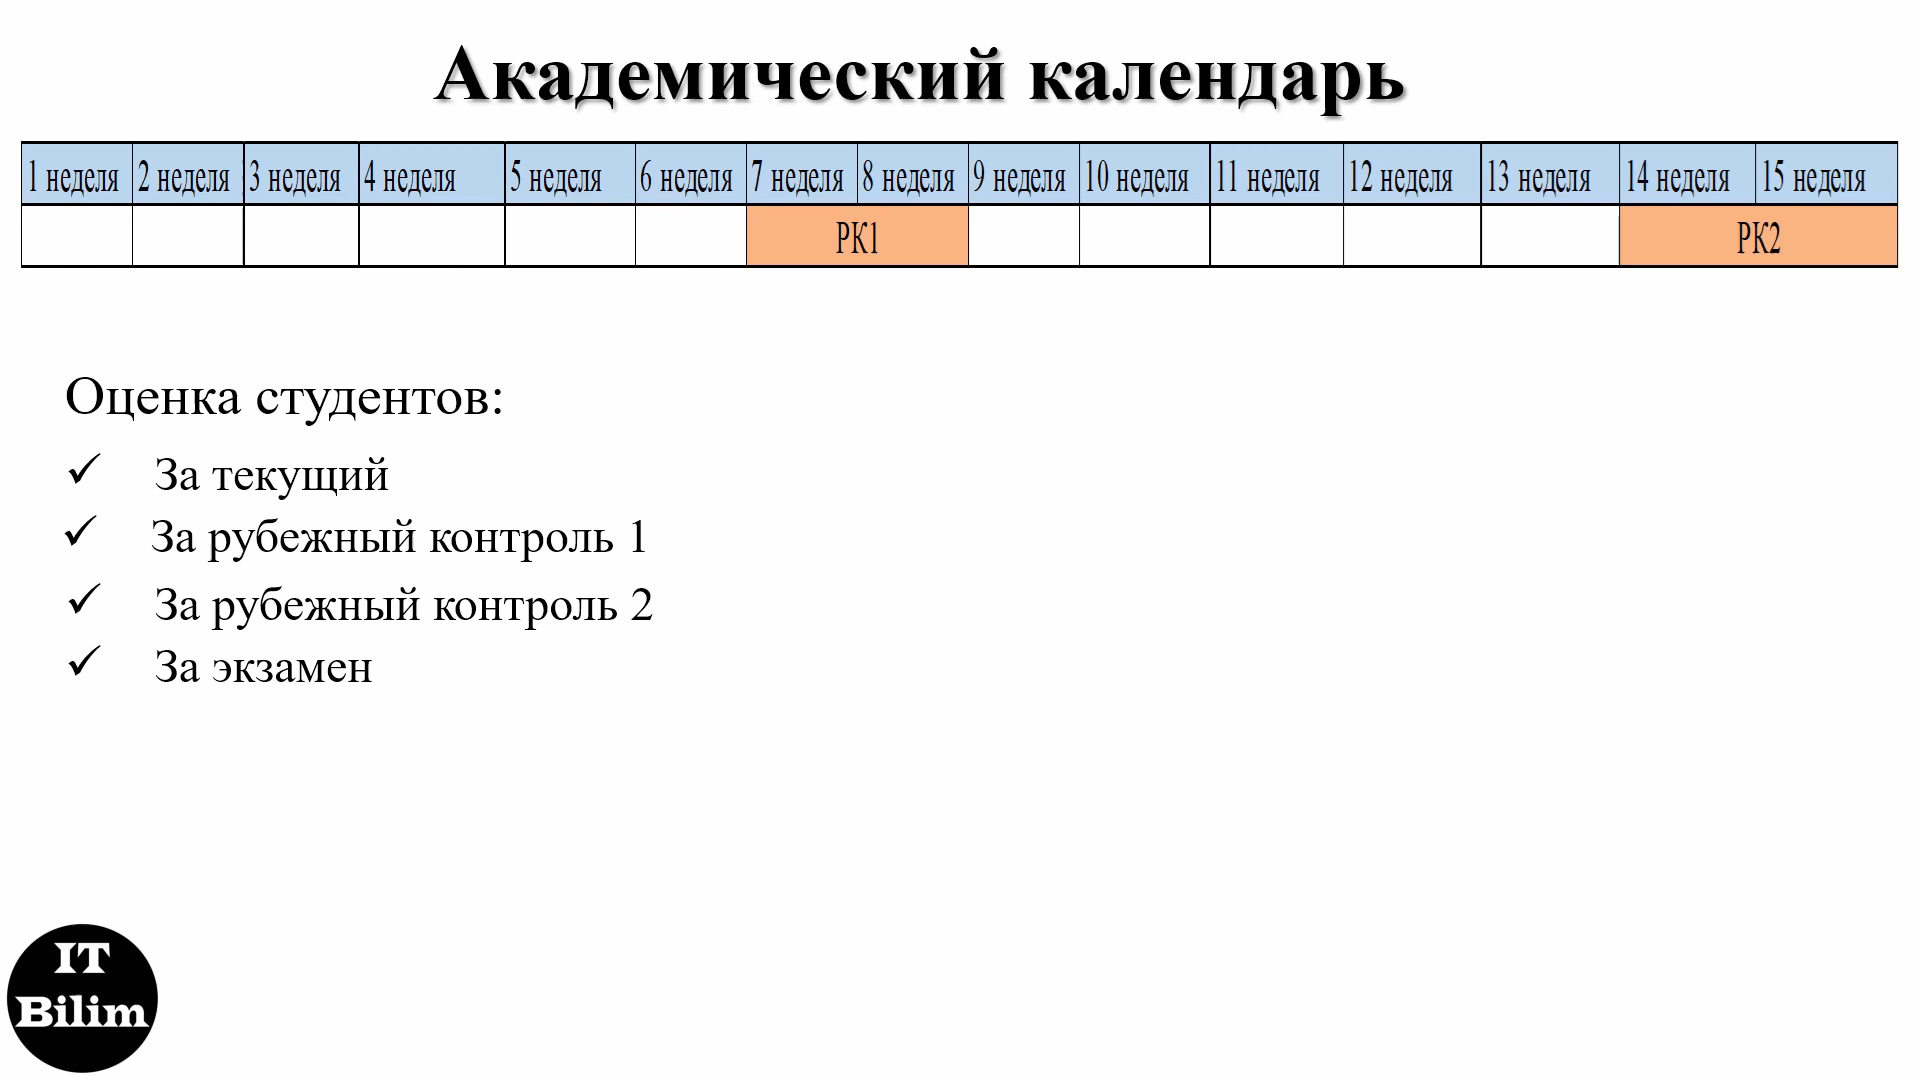 Академический календарь
1 неделя 2 неделя 3 неделя 4 неделя 5 неделя 6 неделя 7 неделя 8 неделя 9 неделя 10 неделя 11 неделя 12 неделя 13 неделя 14 неделя 15 неделя
РК1 РК2
Оценка студентов:
✓ За текущий
✓ За рубежный контроль 1
✓ За рубежный контроль 2
✓ За экзамен
IT
Bilim